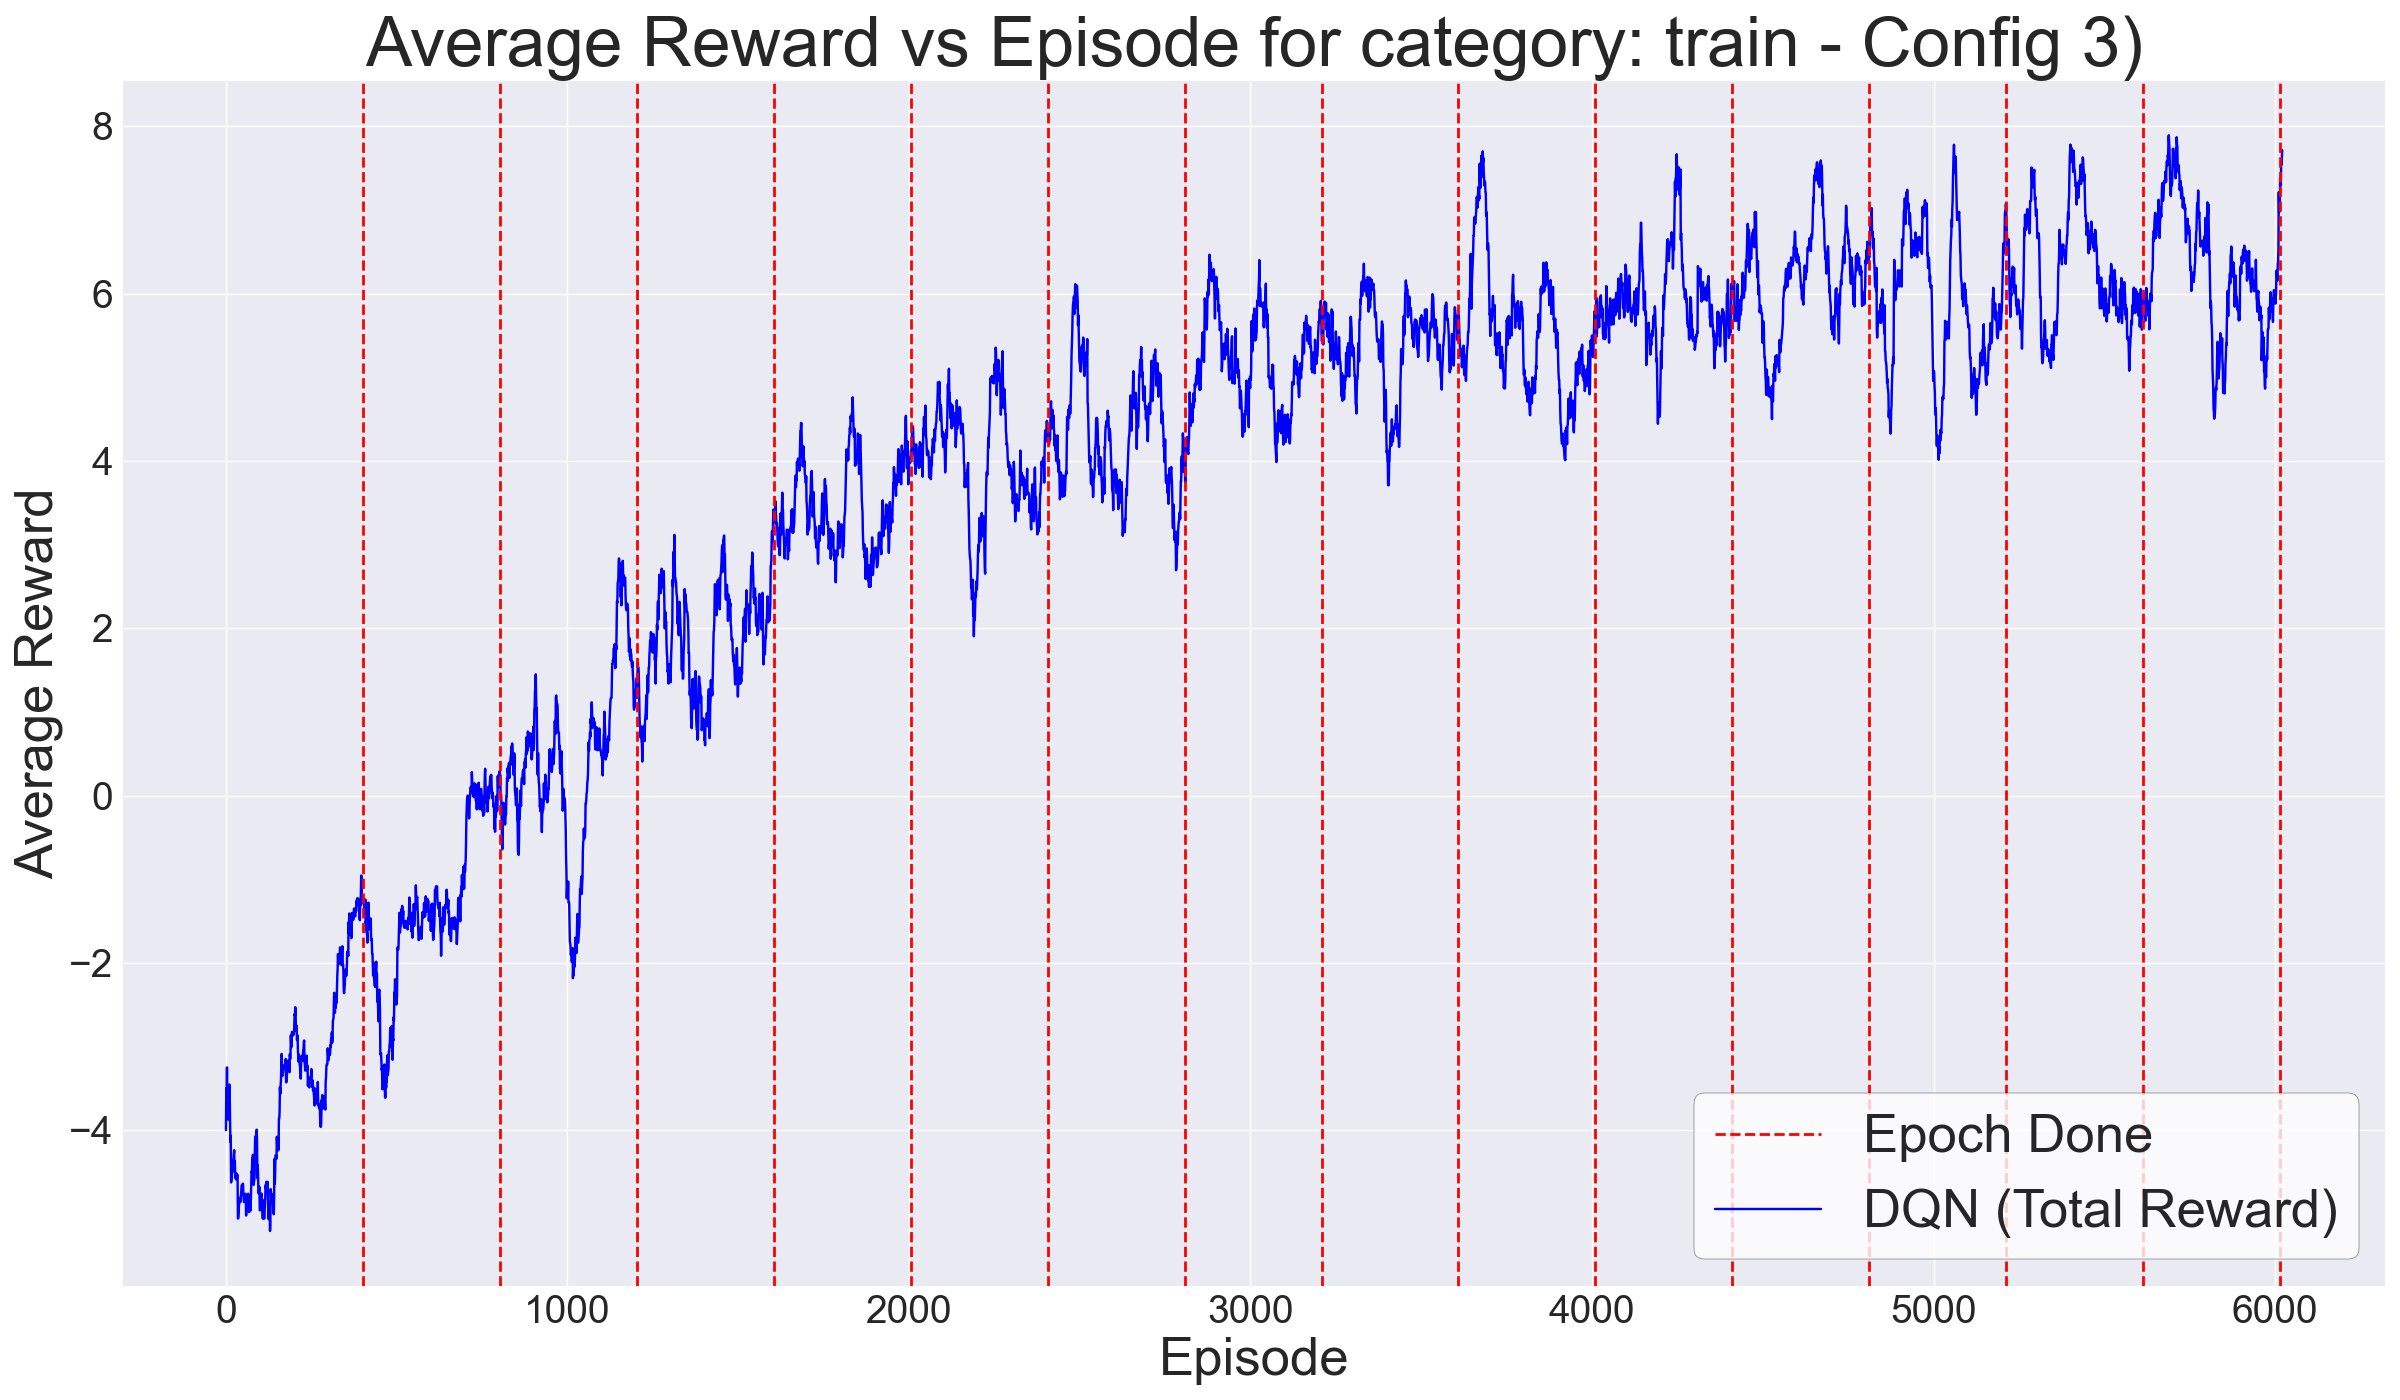 Average Reward vs Episode for category: train - Config 3)
8
6
4
2
0
−2
−4
Average Reward
0 1000 2000 3000 4000 5000 6000
Episode
Epoch Done
DQN (Total Reward)